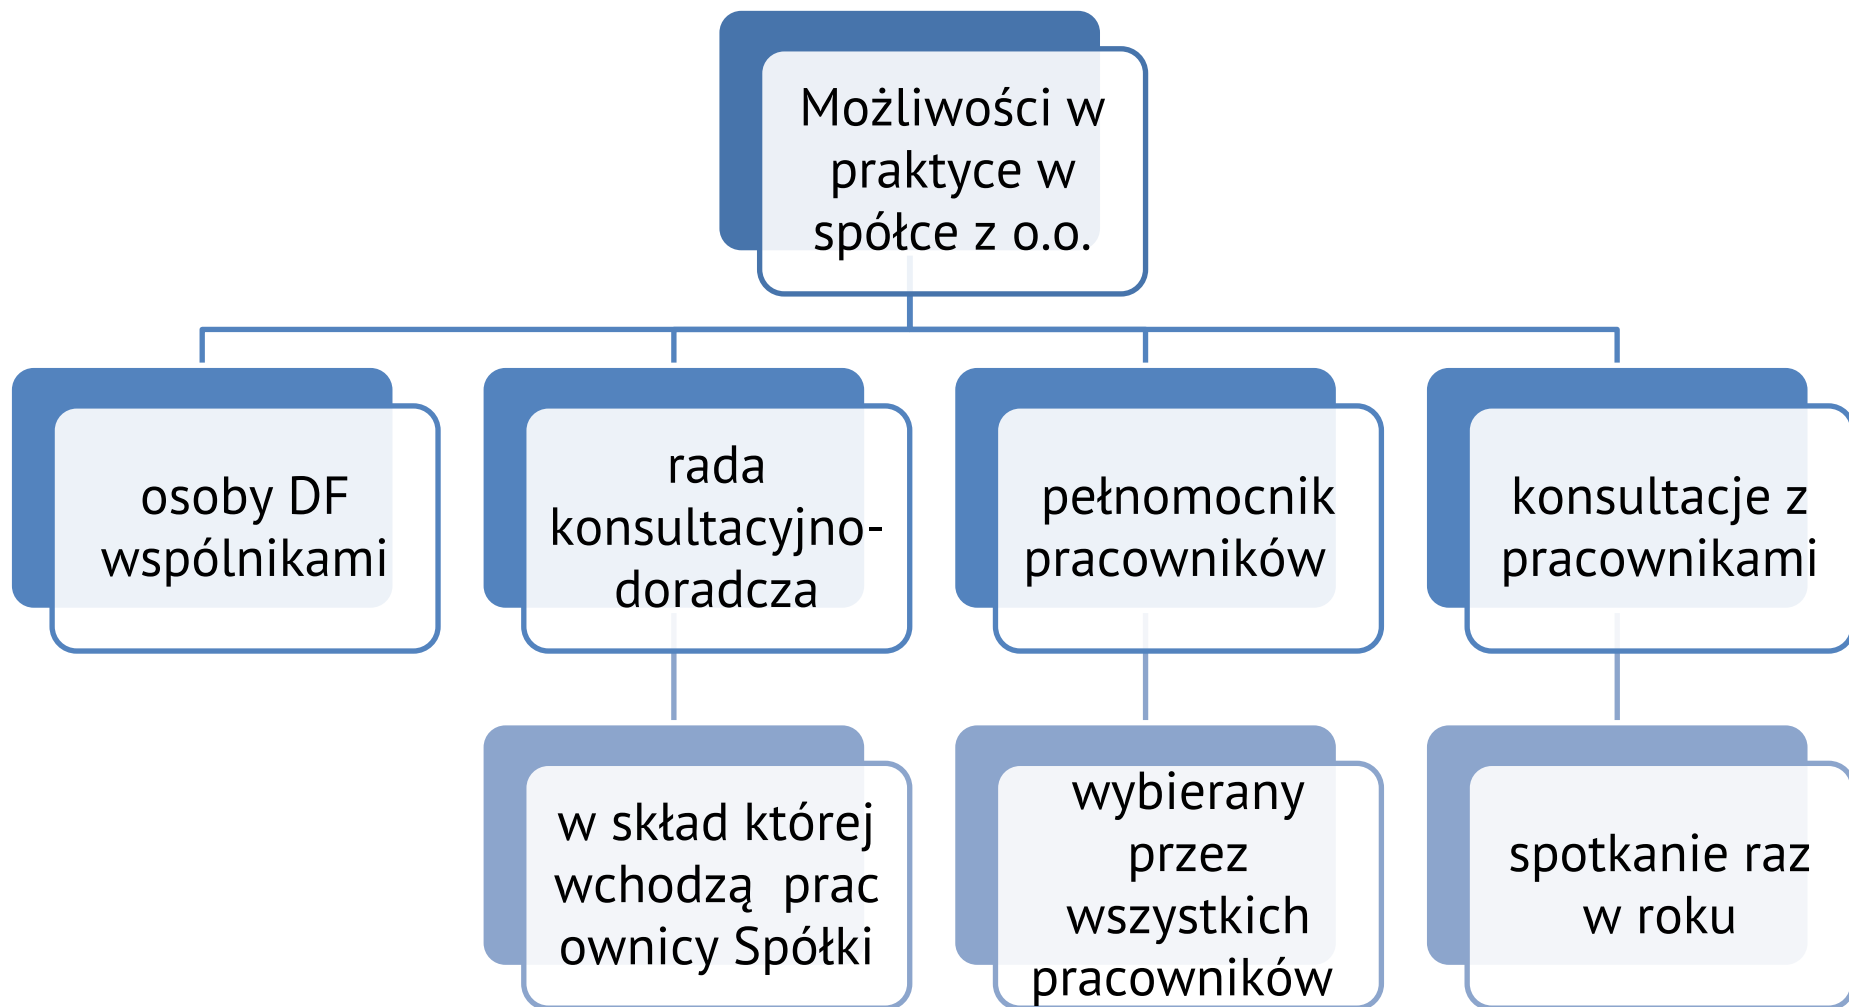 Możliwości w
praktyce w
spółce z o.o.
osoby DF
wspólnikami
rada
konsultacyjno-
doradcza
pełnomocnik
pracowników
konsultacje z
pracownikami
w skład której
wchodzą  prac
ownicy Spółki
wybierany
przez
wszystkich
pracowników
spotkanie raz
w roku